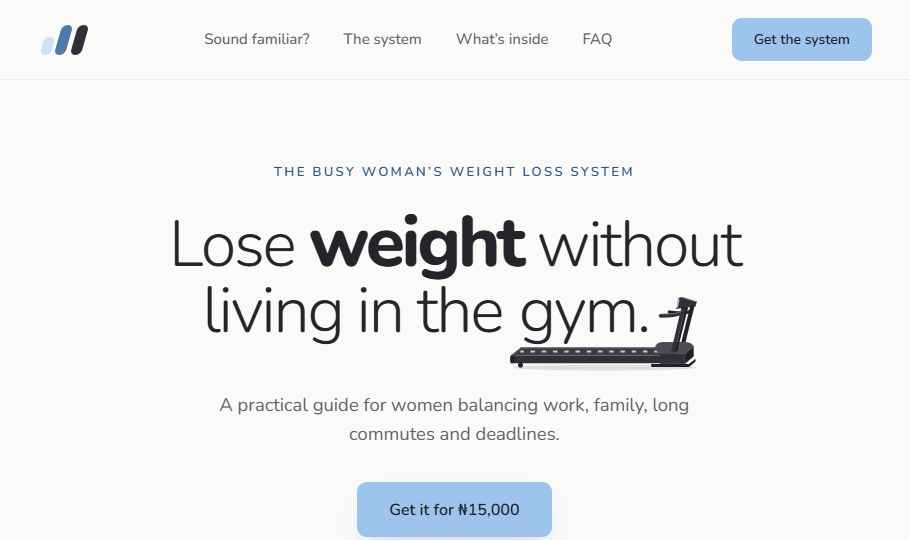 Sound familiar?
The system
What's inside
FAQ
Get the system
THE BUSY WOMAN'S WEIGHT LOSS SYSTEM
Lose weight without
living in the gym.
A practical guide for women balancing work, family, long
commutes and deadlines.
Get it for ₦15,000